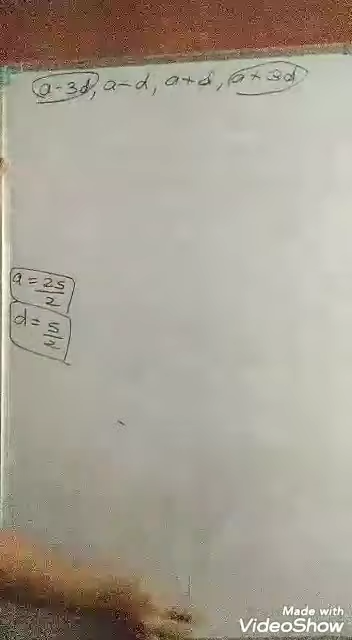 a-3d, a-d, a+d, a+3d
a = 25/2
d = 5/2
Made with
VideoShow